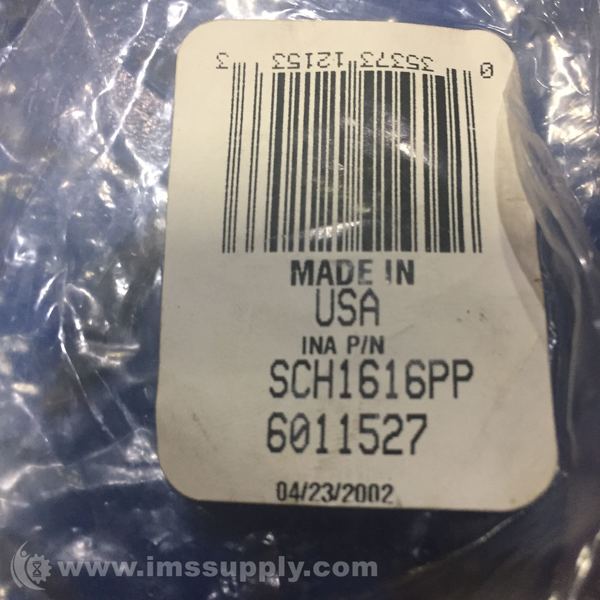 0 35373 12153 3
MADE IN
USA
INA P/N
SCH1616PP
6011527
04/23/2002
www.imssupply.com